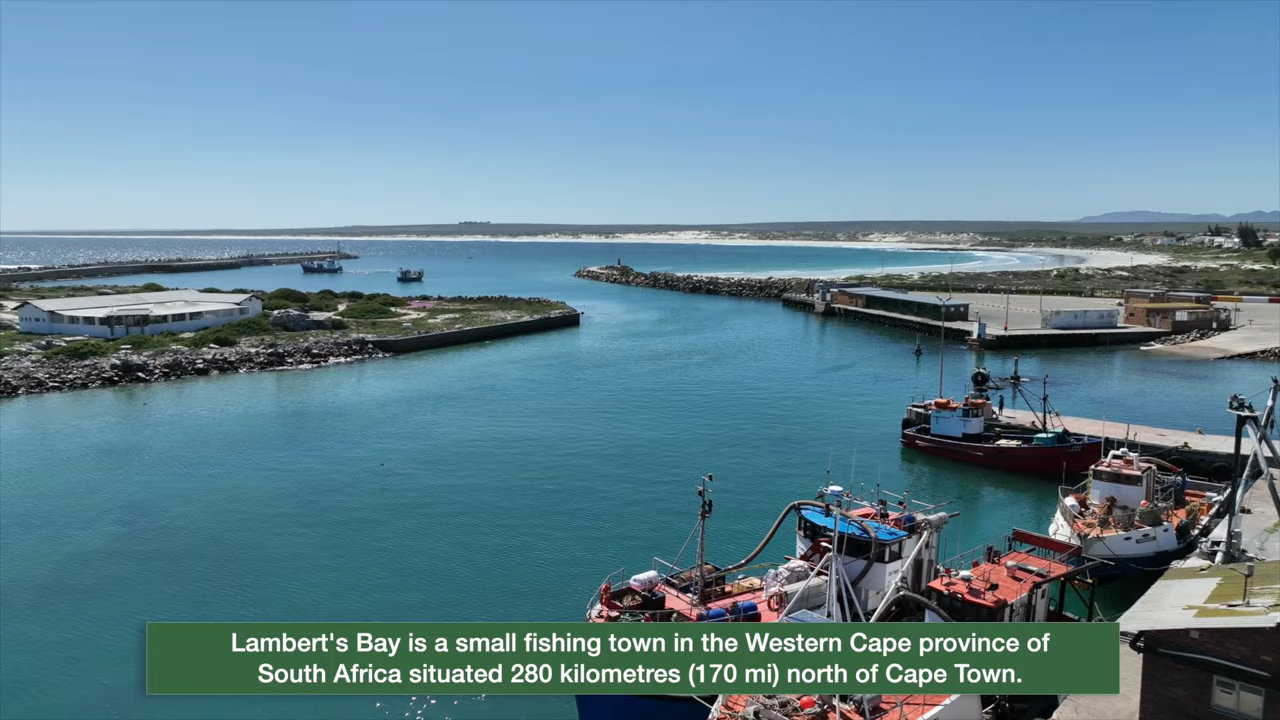 Lambert's Bay is a small fishing town in the Western Cape province of
South Africa situated 280 kilometres (170 mi) north of Cape Town.